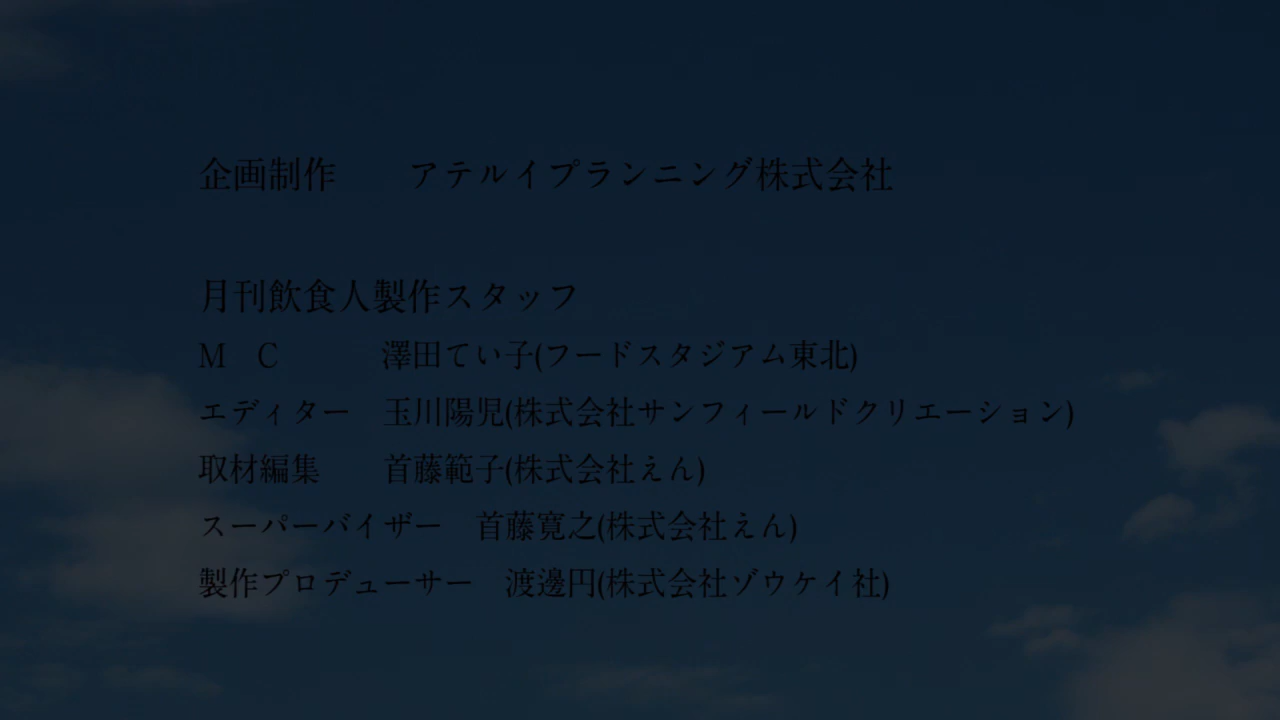 企画制作　　アテルイプランニング株式会社
月刊飲食人製作スタッフ
M　C　　　澤田てい子(フードスタジアム東北)
エディター　玉川陽児(株式会社サンフィールドクリエーション)
取材編集　　首藤範子(株式会社えん)
スーパーバイザー　首藤寛之(株式会社えん)
製作プロデューサー　渡邊円(株式会社ゾウケイ社)